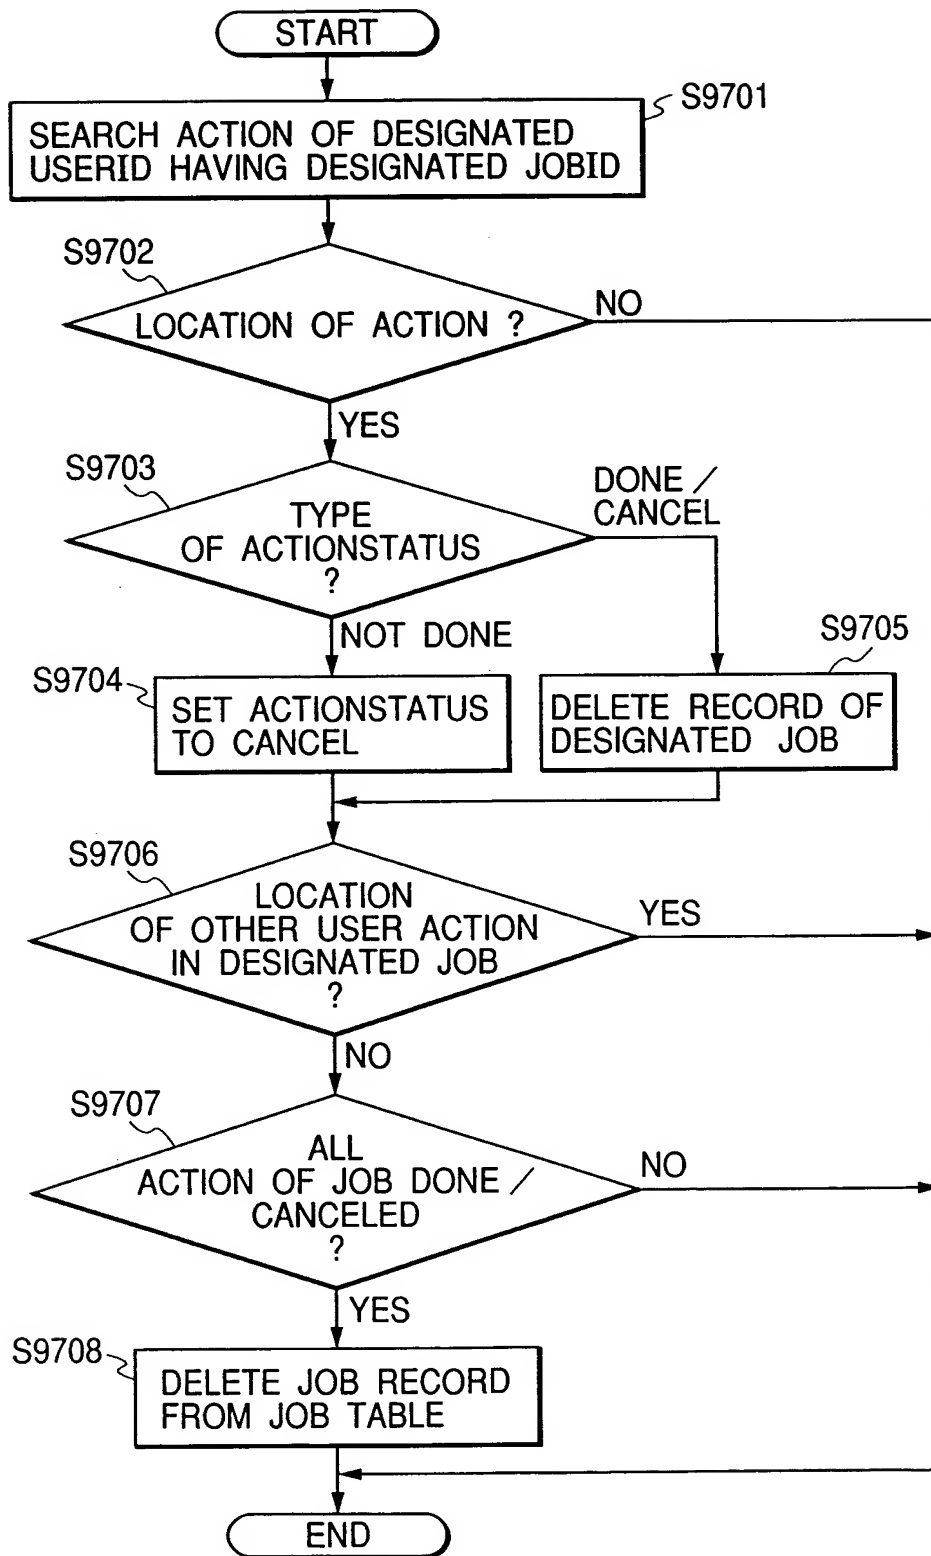 START
S9701
SEARCH ACTION OF DESIGNATED
USERID HAVING DESIGNATED JOBID
S9702
LOCATION OF ACTION ?
NO
YES
S9703
TYPE
OF ACTIONSTATUS
?
DONE /
CANCEL
NOT DONE
S9704
SET ACTIONSTATUS
TO CANCEL
S9705
DELETE RECORD OF
DESIGNATED JOB
S9706
LOCATION
OF OTHER USER ACTION
IN DESIGNATED JOB
?
YES
NO
S9707
ALL
ACTION OF JOB DONE /
CANCELED
?
NO
YES
S9708
DELETE JOB RECORD
FROM JOB TABLE
END